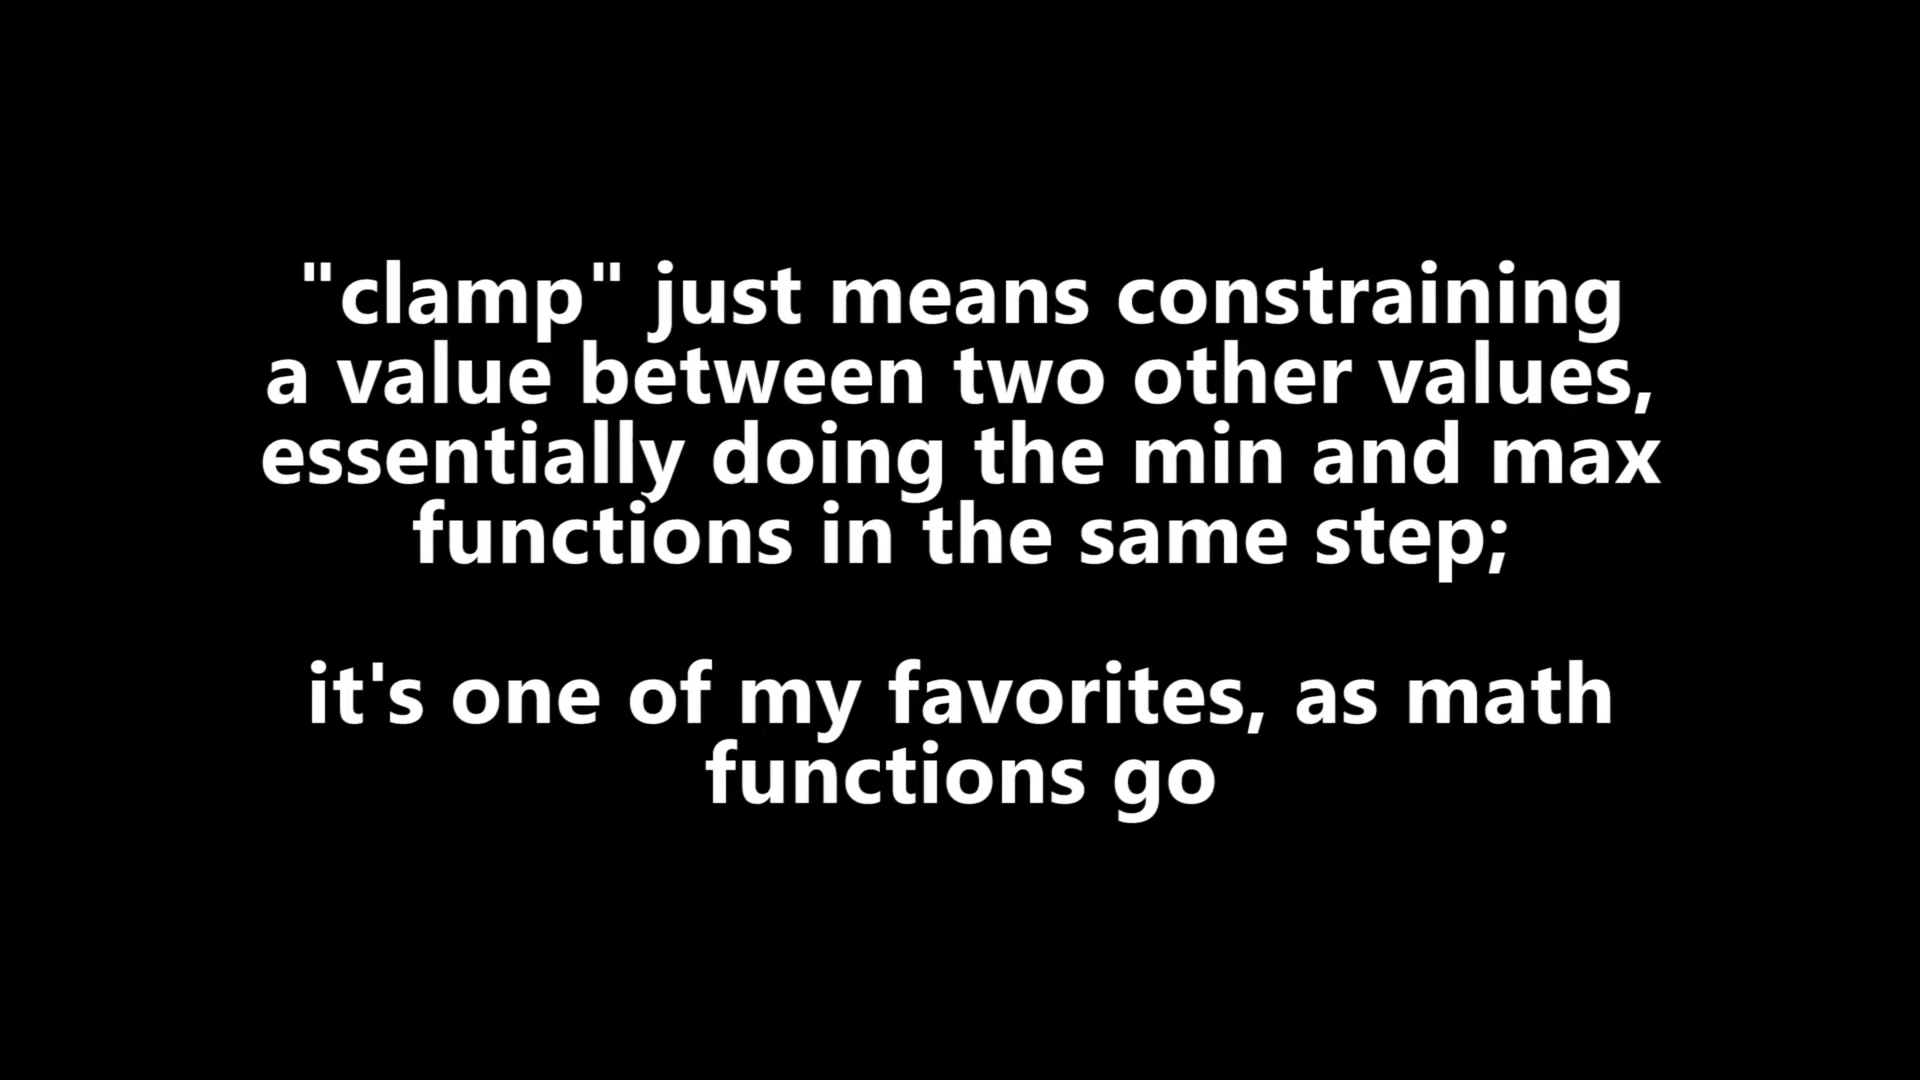 "clamp" just means constraining
a value between two other values,
essentially doing the min and max
functions in the same step;
it's one of my favorites, as math
functions go